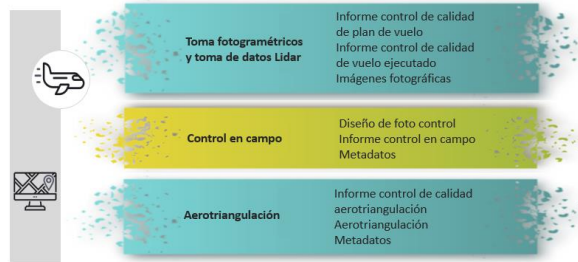 Toma fotogramétricos
y toma de datos Lidar
Informe control de calidad
de plan de vuelo
Informe control de calidad
de vuelo ejecutado
Imágenes fotográficas
Control en campo
Diseño de foto control
Informe control en campo
Metadatos
Aerotriangulación
Informe control de calidad
aerotriangulación
Aerotriangulación
Metadatos